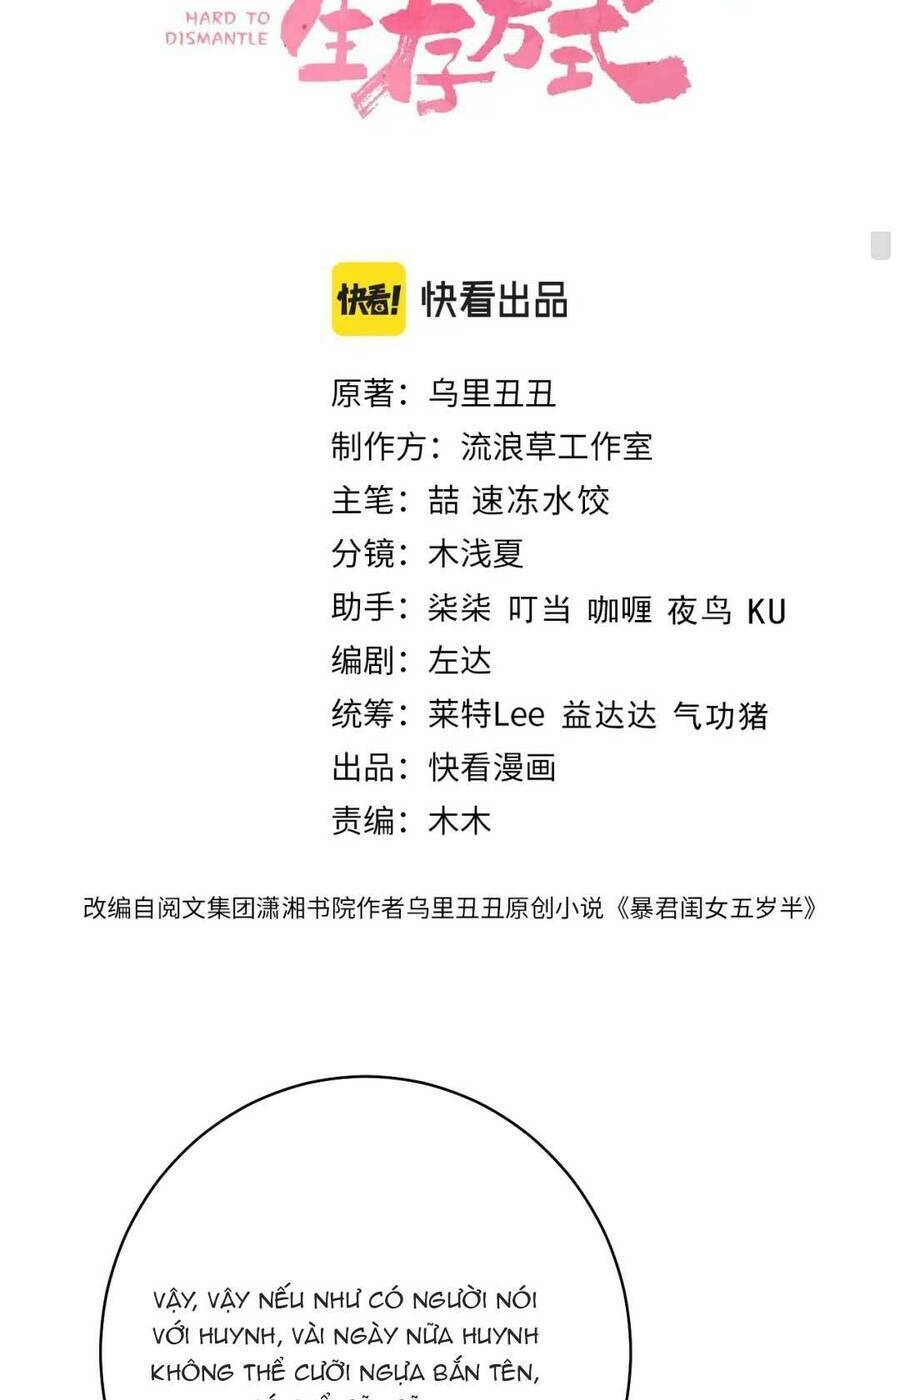 HARD TO
DISMANTLE
生存方式
快看!
快看出品
原著：乌里丑丑
制作方：流浪草工作室
主笔：喆 速冻水饺
分镜：木浅夏
助手：柒柒 叮当 咖喱 夜鸟 KU
编剧：左达
统筹：莱特Lee 益达达 气功猪
出品：快看漫画
责编：木木
改编自阅文集团潇湘书院作者乌里丑丑原创小说《暴君闺女五岁半》
VẬY, VẬY NẾU NHƯ CÓ NGƯỜI NÓI
VỚI HUYNH, VÀI NGÀY NỮA HUYNH
KHÔNG THỂ CƯỠI NGỰA BẮN TÊN,